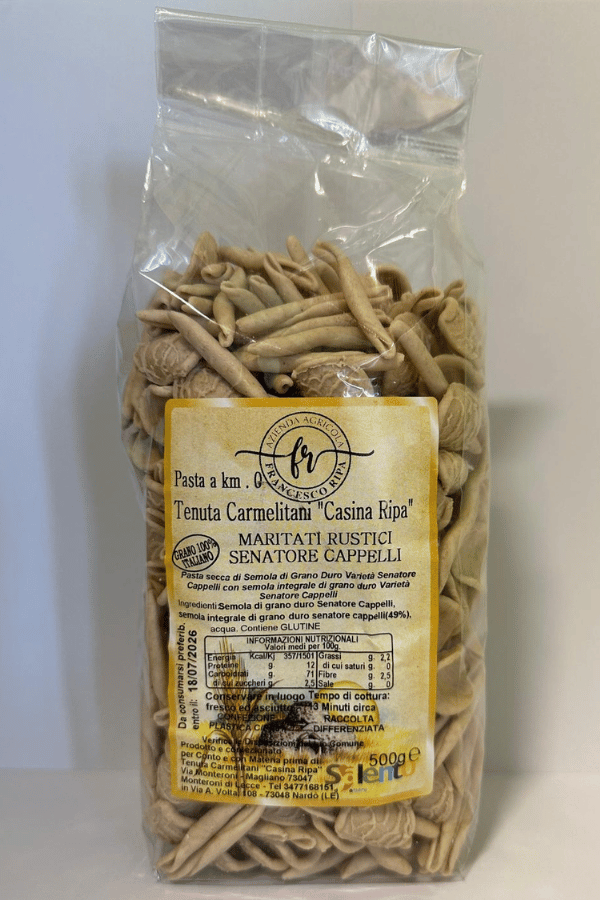 AZIENDA AGRICOLA
fr
FRANCESCO RIPA
Pasta a km . 0
Tenuta Carmelitani "Casina Ripa"
GRANO 100%
ITALIANO
MARITATI RUSTICI
SENATORE CAPPELLI
Pasta secca di Semola di Grano Duro Varietà Senatore
Cappelli con semola integrale di grano duro Varietà
Senatore Cappelli
Ingredienti: Semola di grano duro Senatore Cappelli,
semola integrale di grano duro senatore cappelli(49%),
acqua. Contiene GLUTINE
Da consumarsi preferib.
entro il: 18/07/2026
INFORMAZIONI NUTRIZIONALI
Valori medi per 100g.
Energia Kcal/Kj 357/1501 Grassi g. 2,2
Proteine g 12 di cui saturi g. 0
Carboidrati g 71 Fibre g. 2,5
di cui zuccheri g. 2,5 Sale g. 0
Conservare in luogo
fresco ed asciutto
Tempo di cottura:
13 Minuti circa
CONFEZIONE
PLASTICA
RACCOLTA
DIFFERENZIATA
Comune
Prodotto e confezionato
per Conto e con Materia prima di:
Tenuta Carmelitani "Casina Ripa"
Via Monteroni - Magliano 73047
Monteroni di Lecce - Tel 3477168151
in Via A. Volta, 108 - 73048 Nardò (LE)
500g e
Salento